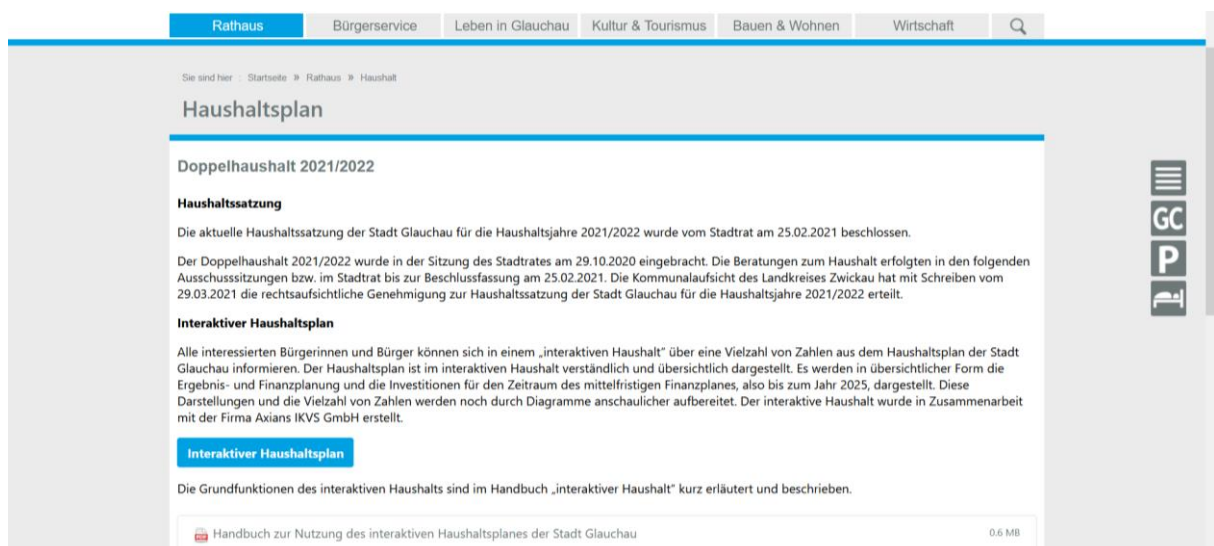 Rathaus Bürgerservice Leben in Glauchau Kultur & Tourismus Bauen & Wohnen Wirtschaft
Sie sind hier : Startseite » Rathaus » Haushalt
Haushaltsplan
Doppelhaushalt 2021/2022
Haushaltssatzung
Die aktuelle Haushaltssatzung der Stadt Glauchau für die Haushaltsjahre 2021/2022 wurde vom Stadtrat am 25.02.2021 beschlossen.
Der Doppelhaushalt 2021/2022 wurde in der Sitzung des Stadtrates am 29.10.2020 eingebracht. Die Beratungen zum Haushalt erfolgten in den folgenden
Ausschusssitzungen bzw. im Stadtrat bis zur Beschlussfassung am 25.02.2021. Die Kommunalaufsicht des Landkreises Zwickau hat mit Schreiben vom
29.03.2021 die rechtsaufsichtliche Genehmigung zur Haushaltssatzung der Stadt Glauchau für die Haushaltsjahre 2021/2022 erteilt.
Interaktiver Haushaltsplan
Alle interessierten Bürgerinnen und Bürger können sich in einem „interaktiven Haushalt" über eine Vielzahl von Zahlen aus dem Haushaltsplan der Stadt
Glauchau informieren. Der Haushaltsplan ist im interaktiven Haushalt verständlich und übersichtlich dargestellt. Es werden in übersichtlicher Form die
Ergebnis- und Finanzplanung und die Investitionen für den Zeitraum des mittelfristigen Finanzplanes, also bis zum Jahr 2025, dargestellt. Diese
Darstellungen und die Vielzahl von Zahlen werden noch durch Diagramme anschaulicher aufbereitet. Der interaktive Haushalt wurde in Zusammenarbeit
mit der Firma Axians IKVS GmbH erstellt.
Interaktiver Haushaltsplan
Die Grundfunktionen des interaktiven Haushalts sind im Handbuch „interaktiver Haushalt" kurz erläutert und beschrieben.
Handbuch zur Nutzung des interaktiven Haushaltsplanes der Stadt Glauchau 0.6 MB
GC
P